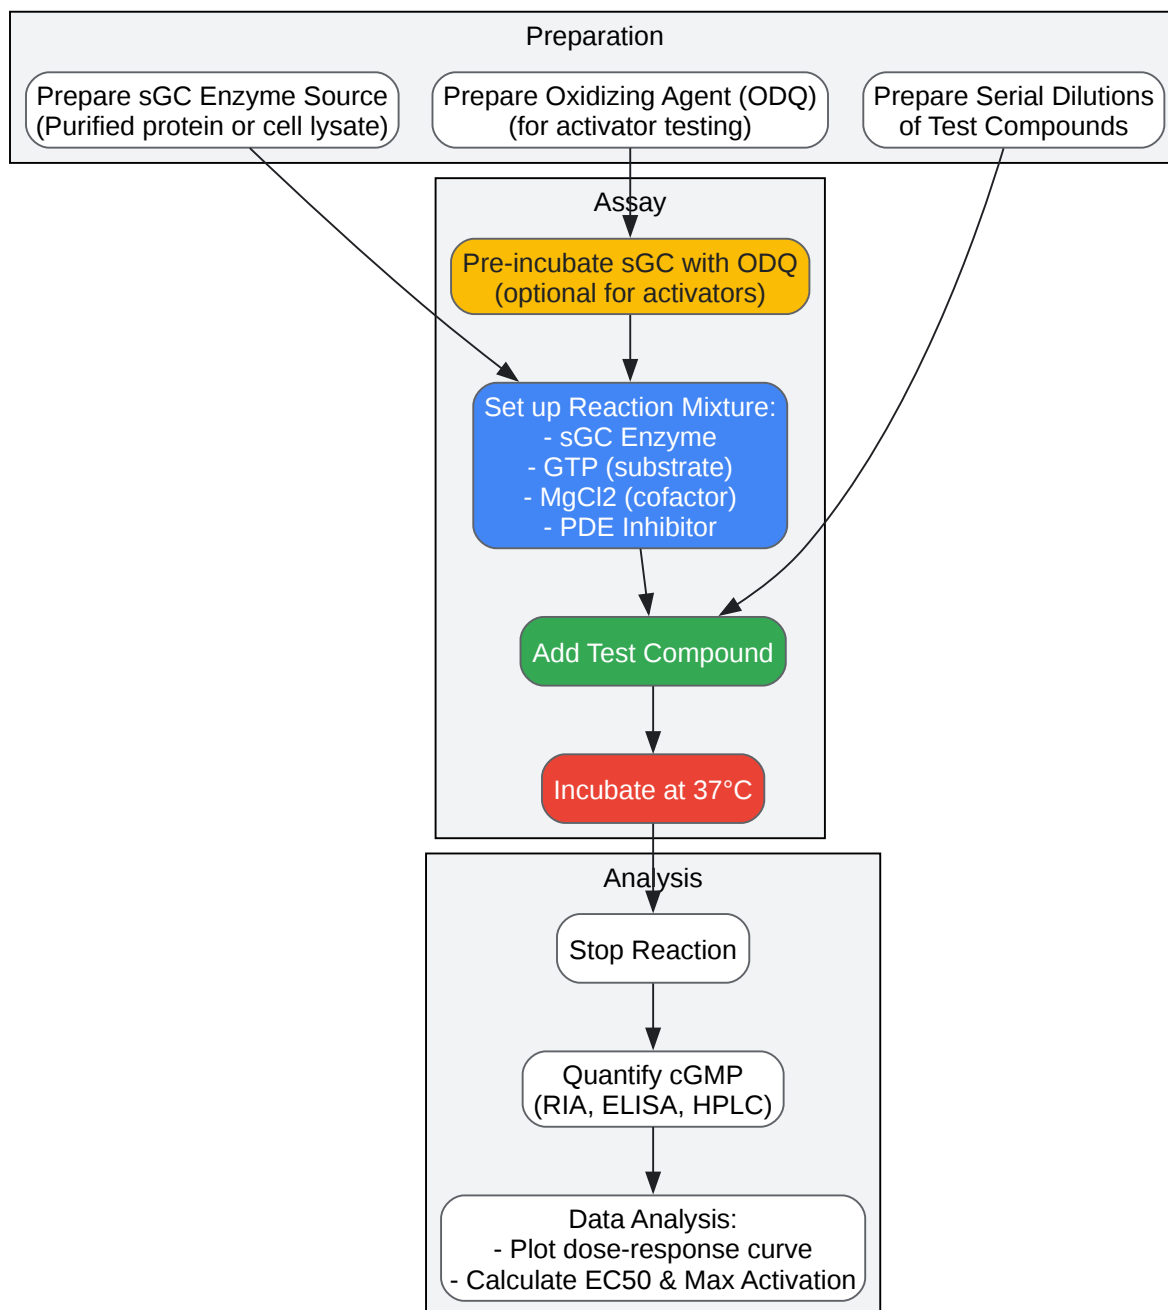 Preparation
Prepare sGC Enzyme Source
(Purified protein or cell lysate)
Prepare Oxidizing Agent (ODQ)
(for activator testing)
Prepare Serial Dilutions
of Test Compounds
Assay
Pre-incubate sGC with ODQ
(optional for activators)
Set up Reaction Mixture:
- sGC Enzyme
- GTP (substrate)
- MgCl2 (cofactor)
- PDE Inhibitor
Add Test Compound
Incubate at 37°C
Analysis
Stop Reaction
Quantify cGMP
(RIA, ELISA, HPLC)
Data Analysis:
- Plot dose-response curve
- Calculate EC50 & Max Activation